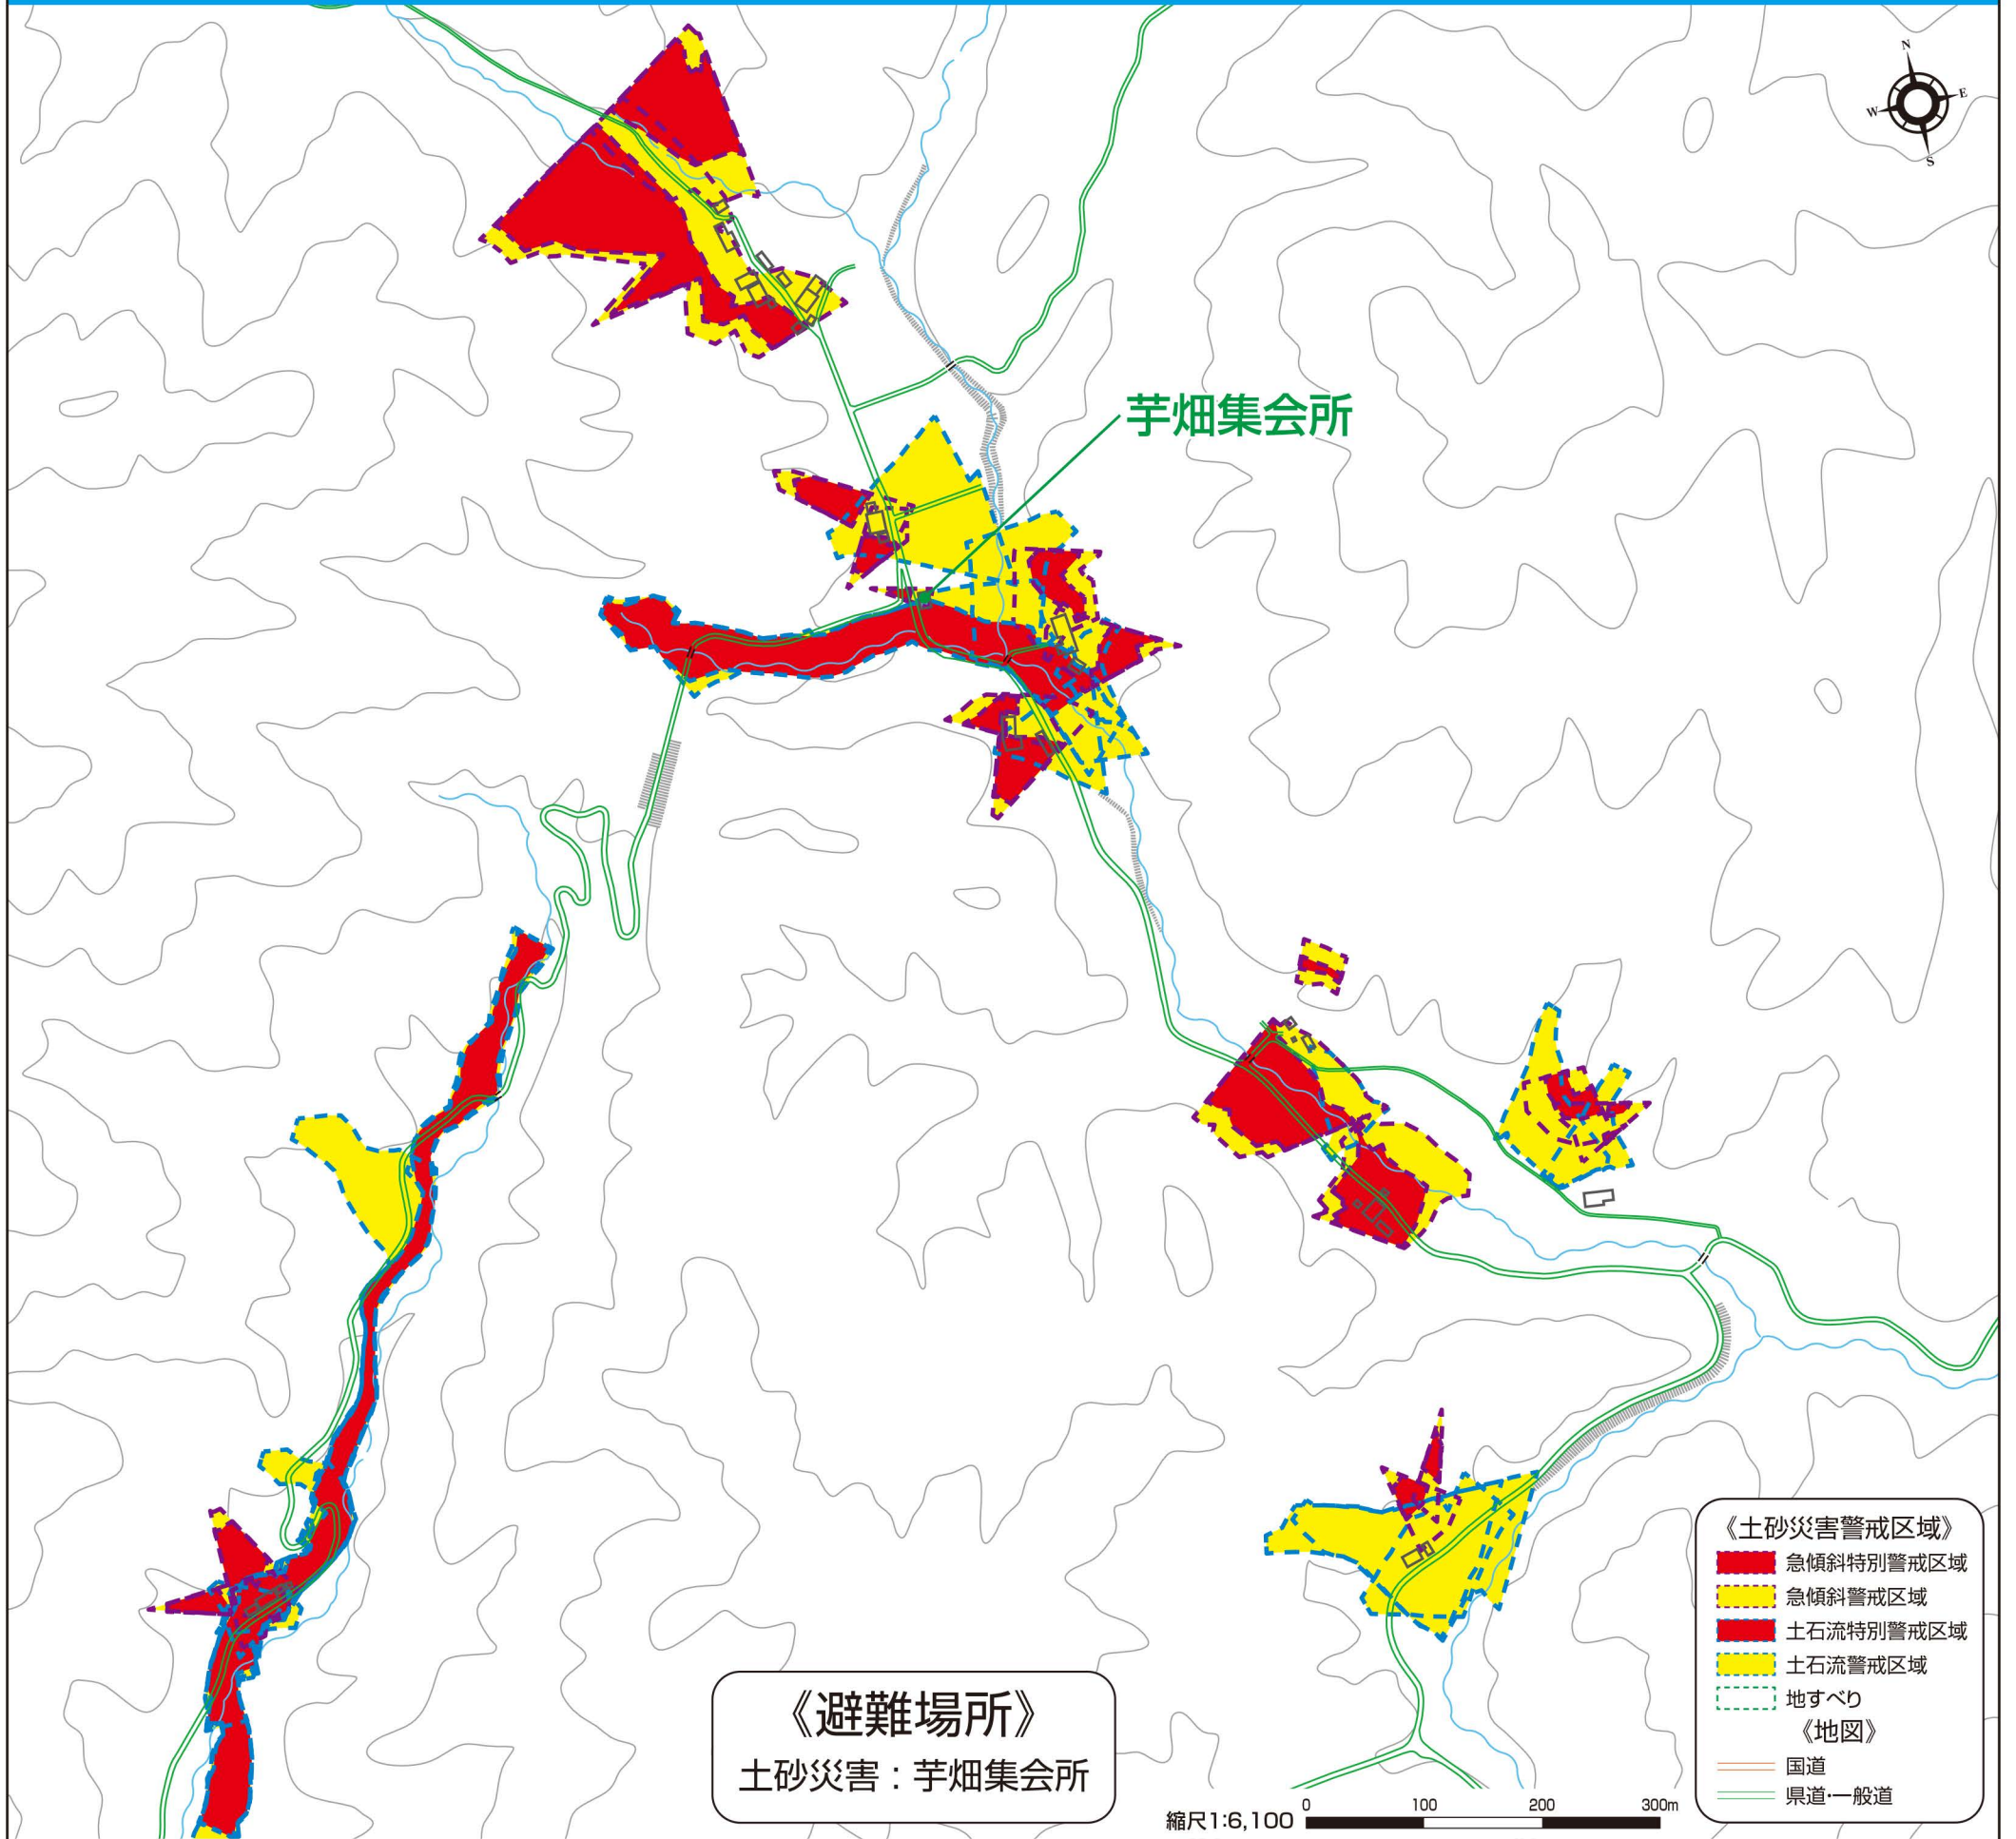 N
W
E
S
芋畑集会所
《避難場所》
土砂災害：芋畑集会所
縮尺1:6,100
0 100 200 300m
《土砂災害警戒区域》
急傾斜特別警戒区域
急傾斜警戒区域
土石流特別警戒区域
土石流警戒区域
地すべり
《地図》
国道
県道・一般道